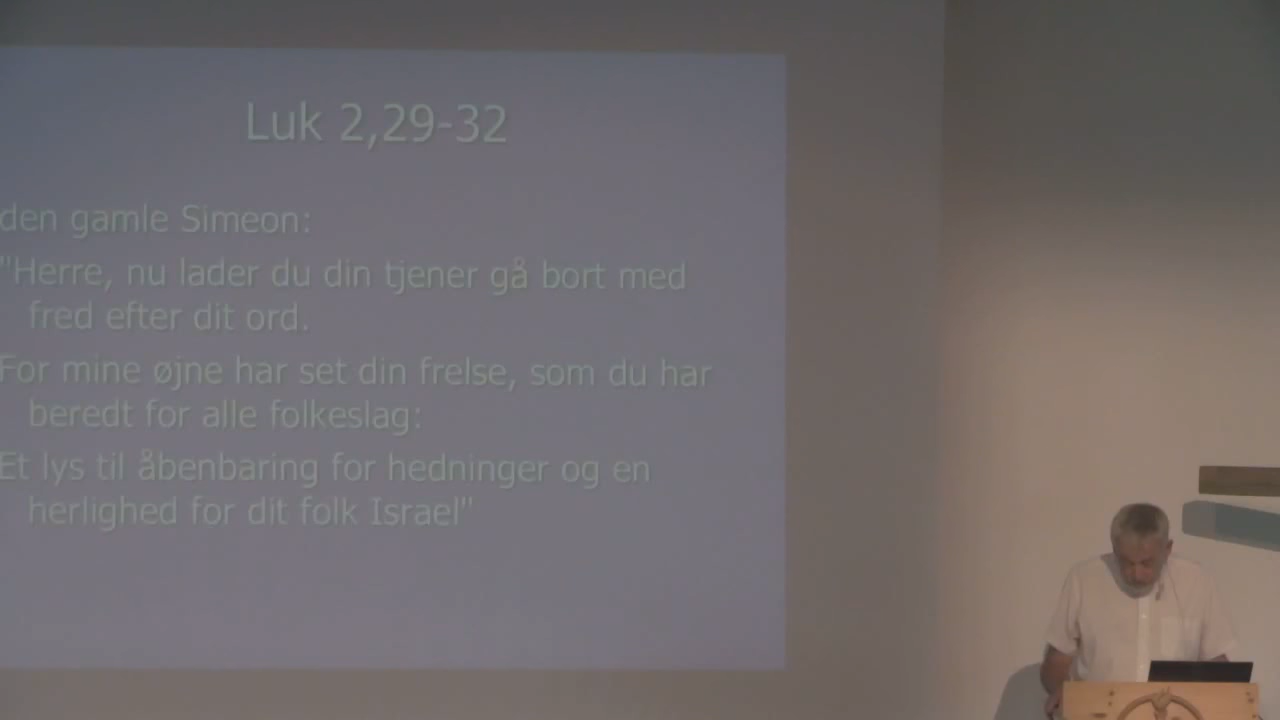 Luk 2,29-32
den gamle Simeon:
"Herre, nu lader du din tjener gå bort med
fred efter dit ord.
For mine øjne har set din frelse, som du har
beredt for alle folkeslag:
Et lys til åbenbaring for hedninger og en
herlighed for dit folk Israel"